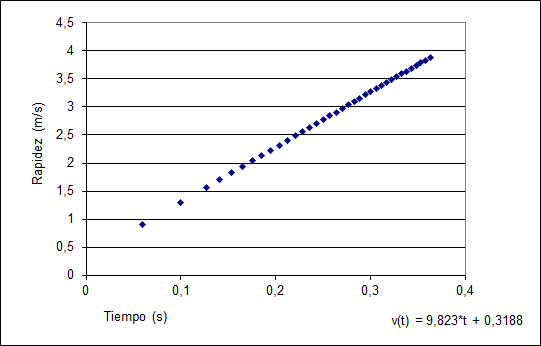 4,5
4
3,5
3
2,5
2
1,5
1
0,5
0
Rapidez (m/s)
0 0,1 0,2 0,3 0,4
Tiempo (s)
v(t) = 9,823*t + 0,3188